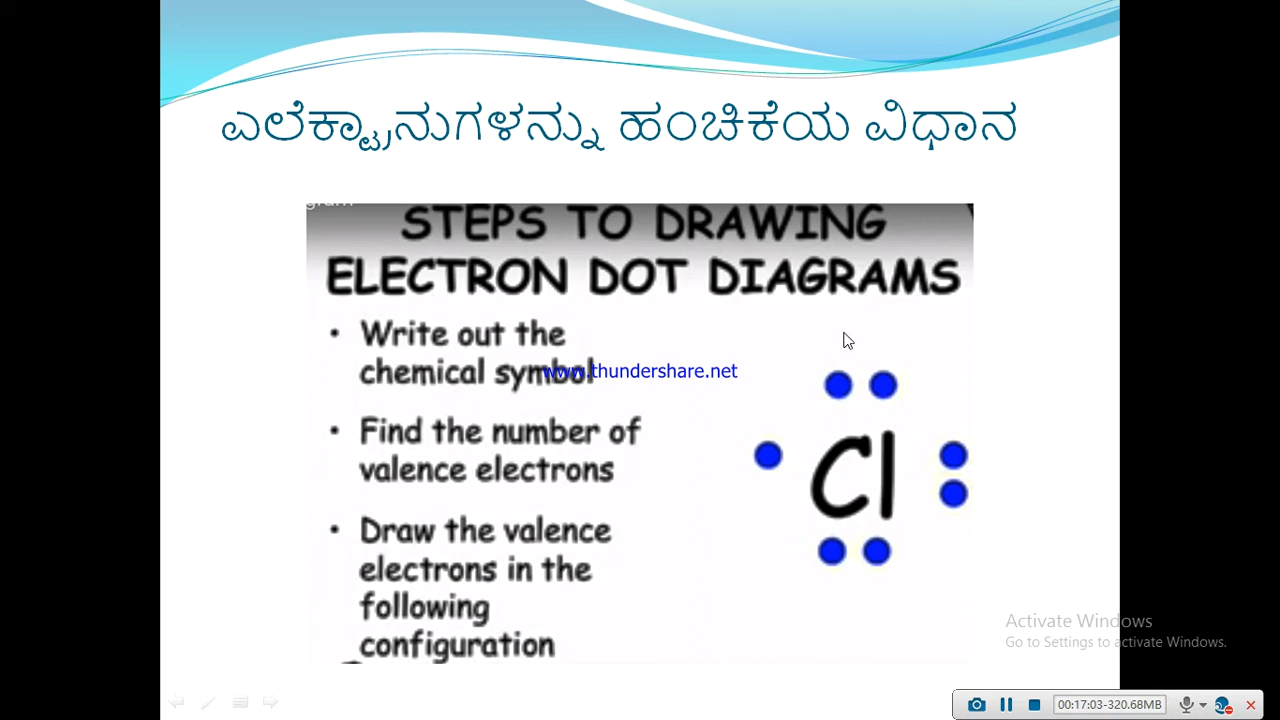 ಎಲೆಕ್ಟ್ರಾನುಗಳನ್ನು ಹಂಚಿಕೆಯ ವಿಧಾನ
STEPS TO DRAWING
ELECTRON DOT DIAGRAMS
• Write out the
chemical symbol
www.thundershare.net
• Find the number of
valence electrons
• Draw the valence
electrons in the
following
configuration
Cl
Activate Windows
Go to Settings to activate Windows.
00:17:03-320.68MB